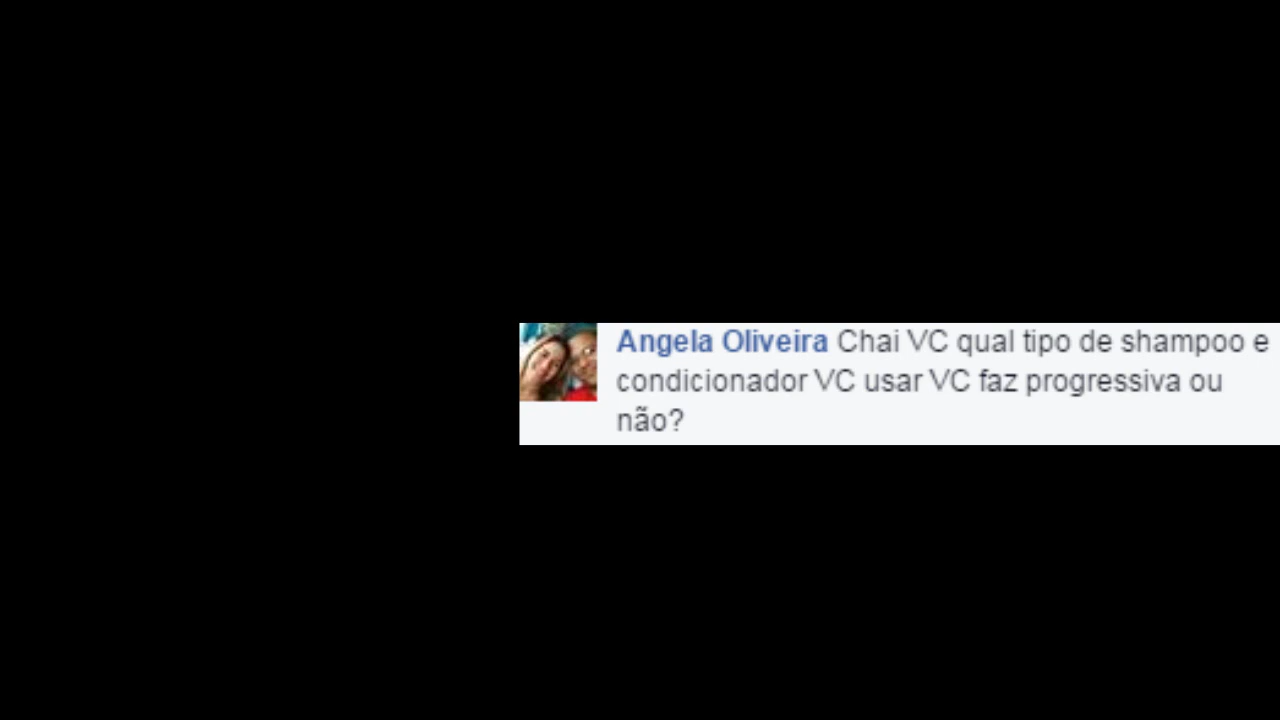 Angela Oliveira Chai VC qual tipo de shampoo e
condicionador VC usar VC faz progressiva ou
não?